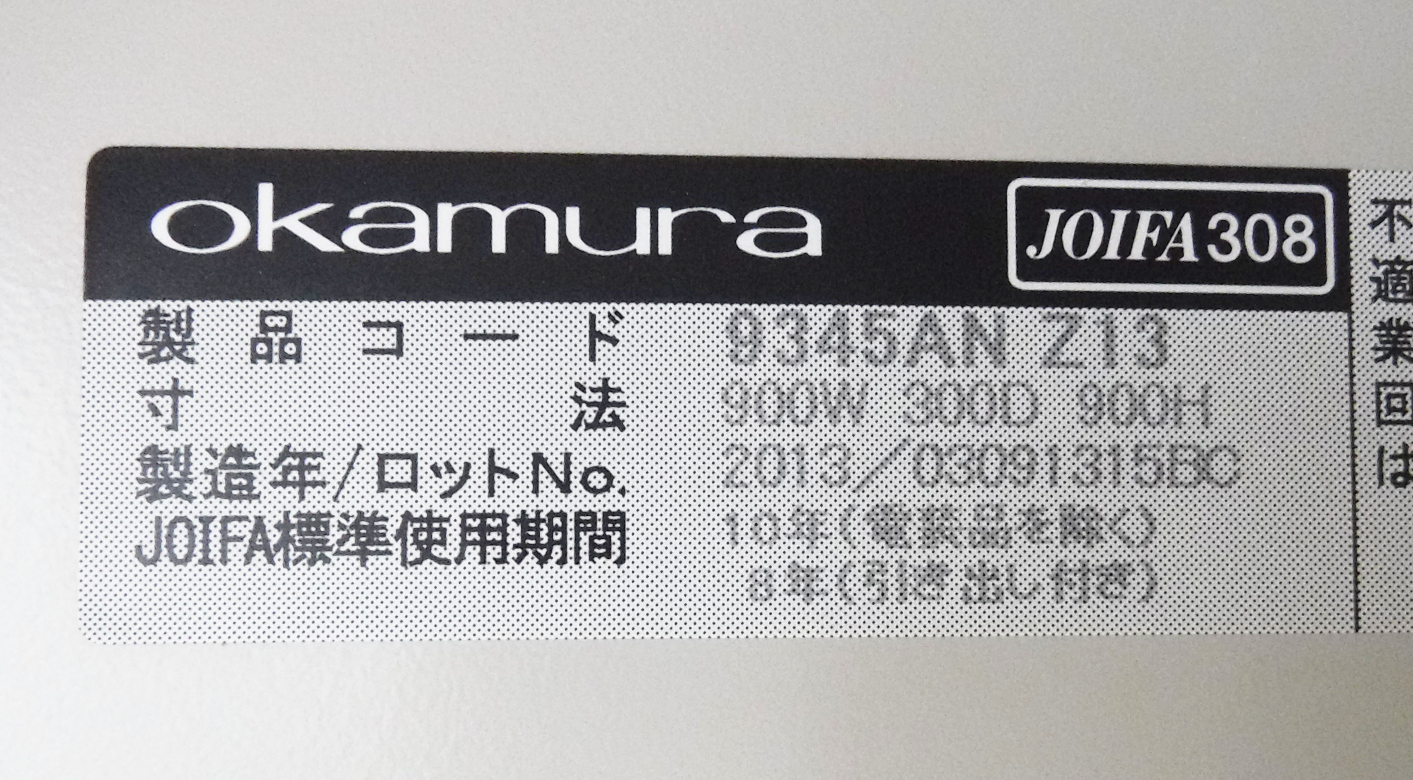 okamura JOIFA308
製品コード 9345AN Z13
寸法 900W 300D 900H
製造年/ロットNo. 2013/03091315BC
JOIFA標準使用期間 10年(電装品を除く)
8年(引き出し付き)
不
適
業
回
は